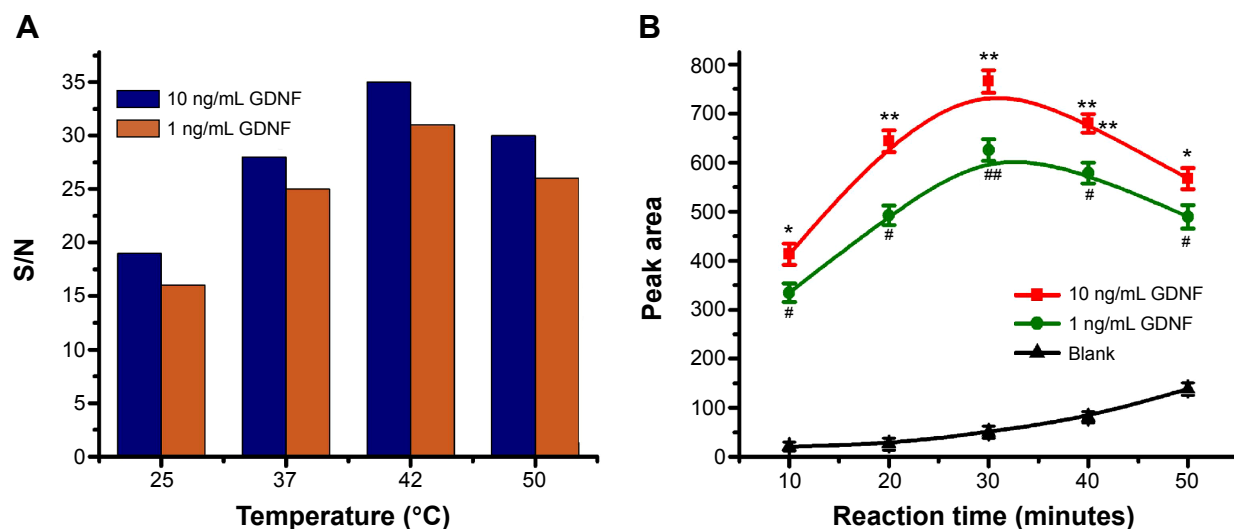 A
S/N
35
30
25
20
15
10
5
0
10 ng/mL GDNF
1 ng/mL GDNF
25 37 42 50
Temperature (°C)
B
Peak area
800
700
600
500
400
300
200
100
0
**
**
**
**
*
*
##
#
#
#
#
10 ng/mL GDNF
1 ng/mL GDNF
Blank
10 20 30 40 50
Reaction time (minutes)